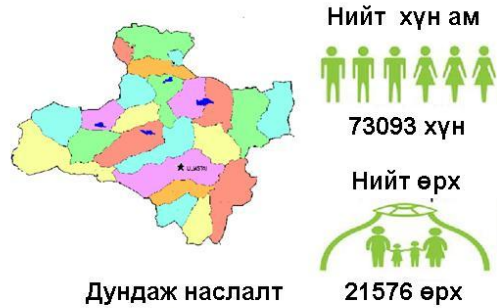 Нийт хүн ам
73093 хүн
Нийт өрх
Дундаж наслалт
21576 өрх